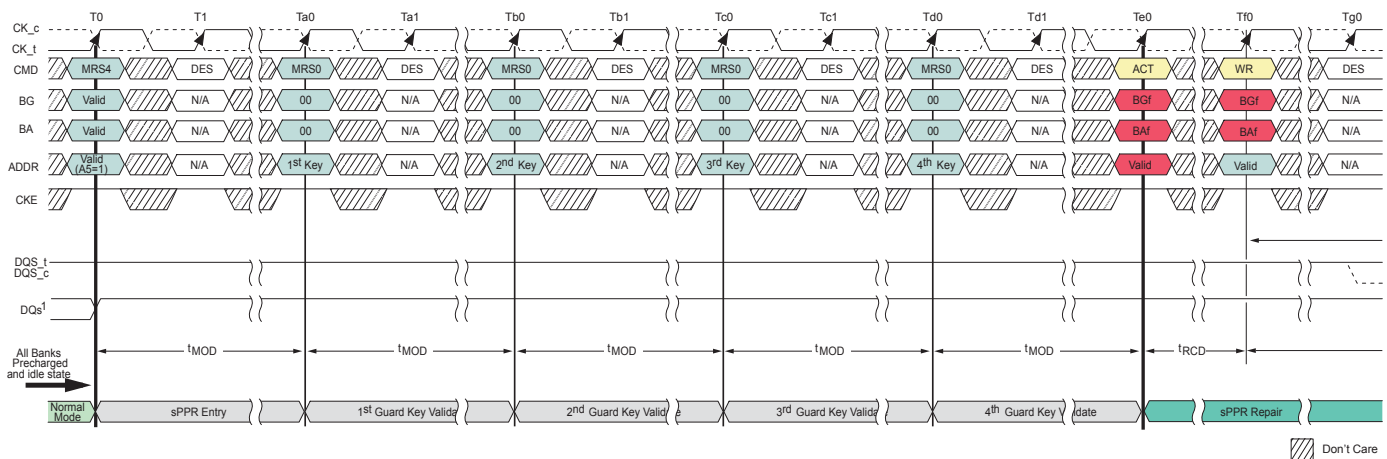 T0 T1 Ta0 Ta1 Tb0 Tb1 Tc0 Tc1 Td0 Td1 Te0 Tf0 Tg0
CK_c
CK_t
CMD MRS4 DES MRS0 DES MRS0 DES MRS0 DES MRS0 DES ACT WR DES
BG Valid N/A 00 N/A 00 N/A 00 N/A 00 N/A BGf BGf N/A
BA Valid N/A 00 N/A 00 N/A 00 N/A 00 N/A BAf BAf N/A
ADDR Valid (A5=1) N/A 1st Key N/A 2nd Key N/A 3rd Key N/A 4th Key N/A Valid Valid N/A
CKE
DQS_t
DQS_c
DQs1
tMOD tMOD tMOD tMOD tMOD tRCD
All Banks
Precharged
and idle state
Normal Mode sPPR Entry 1st Guard Key Valida 2nd Guard Key Valid e 3rd Guard Key Valida 4th Guard Key V date sPPR Repair
Don't Care